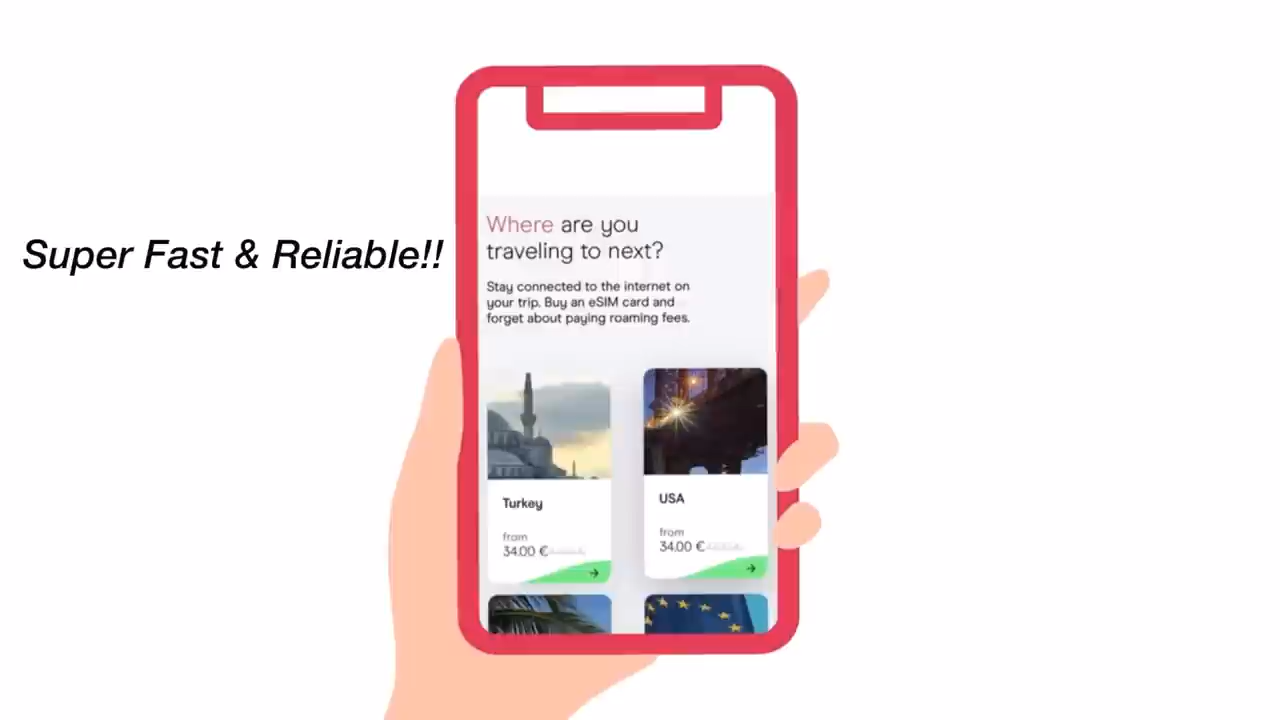 Super Fast & Reliable!!
Where are you
traveling to next?
Stay connected to the internet on
your trip. Buy an eSIM card and
forget about paying roaming fees.
Turkey
from
34.00 €
USA
from
34.00 €